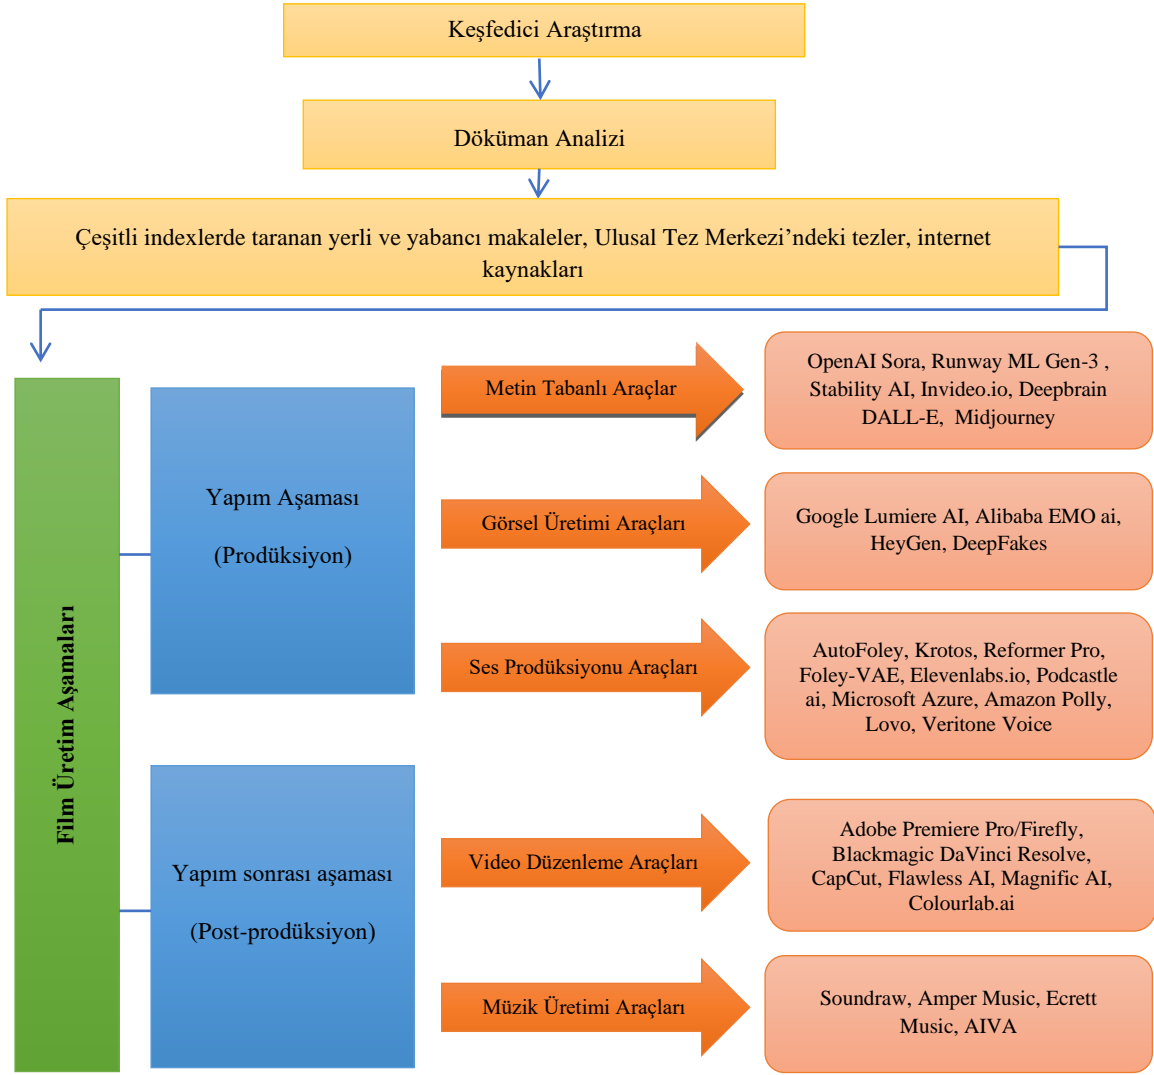 Keşfedici Araştırma
Döküman Analizi
Çeşitli indexlerde taranan yerli ve yabancı makaleler, Ulusal Tez Merkezi’ndeki tezler, internet
kaynakları
Film Üretim Aşamaları
Yapım Aşaması
(Prodüksiyon)
Metin Tabanlı Araçlar
OpenAI Sora, Runway ML Gen-3 ,
Stability AI, Invideo.io, Deepbrain
DALL-E, Midjourney
Görsel Üretimi Araçları
Google Lumiere AI, Alibaba EMO ai,
HeyGen, DeepFakes
Ses Prodüksiyonu Araçları
AutoFoley, Krotos, Reformer Pro,
Foley-VAE, Elevenlabs.io, Podcastle
ai, Microsoft Azure, Amazon Polly,
Lovo, Veritone Voice
Yapım sonrası aşaması
(Post-prodüksiyon)
Video Düzenleme Araçları
Adobe Premiere Pro/Firefly,
Blackmagic DaVinci Resolve,
CapCut, Flawless AI, Magnific AI,
Colourlab.ai
Müzik Üretimi Araçları
Soundraw, Amper Music, Ecrett
Music, AIVA